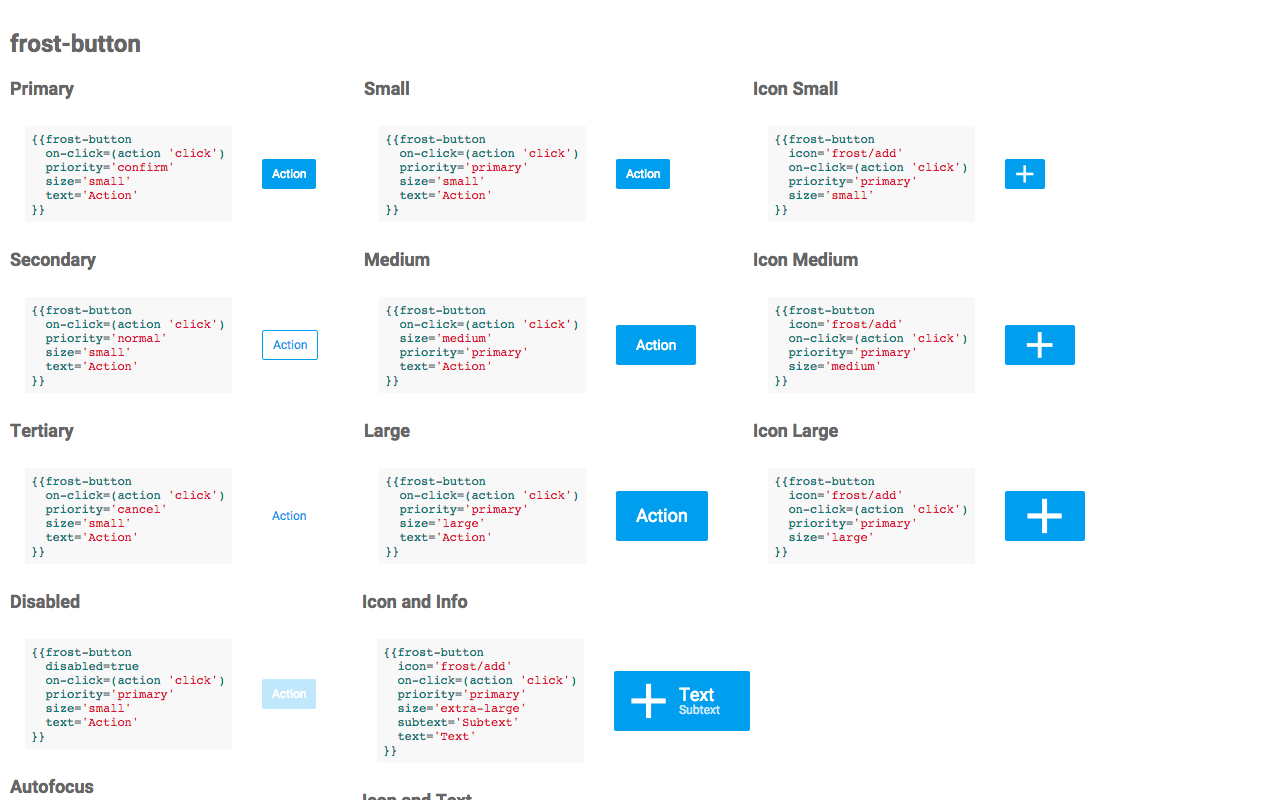 frost-button
Primary
{{frost-button
  on-click=(action 'click')
  priority='confirm'
  size='small'
  text='Action'
}}
Action
Small
{{frost-button
  on-click=(action 'click')
  priority='primary'
  size='small'
  text='Action'
}}
Action
Icon Small
{{frost-button
  icon='frost/add'
  on-click=(action 'click')
  priority='primary'
  size='small'
}}
Secondary
{{frost-button
  on-click=(action 'click')
  priority='normal'
  size='small'
  text='Action'
}}
Action
Medium
{{frost-button
  on-click=(action 'click')
  size='medium'
  priority='primary'
  text='Action'
}}
Action
Icon Medium
{{frost-button
  icon='frost/add'
  on-click=(action 'click')
  priority='primary'
  size='medium'
}}
Tertiary
{{frost-button
  on-click=(action 'click')
  priority='cancel'
  size='small'
  text='Action'
}}
Action
Large
{{frost-button
  on-click=(action 'click')
  priority='primary'
  size='large'
  text='Action'
}}
Action
Icon Large
{{frost-button
  icon='frost/add'
  on-click=(action 'click')
  priority='primary'
  size='large'
}}
Disabled
{{frost-button
  disabled=true
  on-click=(action 'click')
  priority='primary'
  size='small'
  text='Action'
}}
Action
Icon and Info
{{frost-button
  icon='frost/add'
  on-click=(action 'click')
  priority='primary'
  size='extra-large'
  subtext='Subtext'
  text='Text'
}}
Text
Subtext
Autofocus
Icon and Text